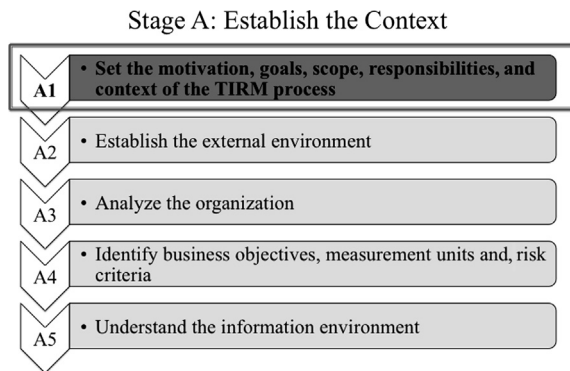 Stage A: Establish the Context
A1
• Set the motivation, goals, scope, responsibilities, and
context of the TIRM process
A2
• Establish the external environment
A3
• Analyze the organization
A4
• Identify business objectives, measurement units and, risk
criteria
A5
• Understand the information environment